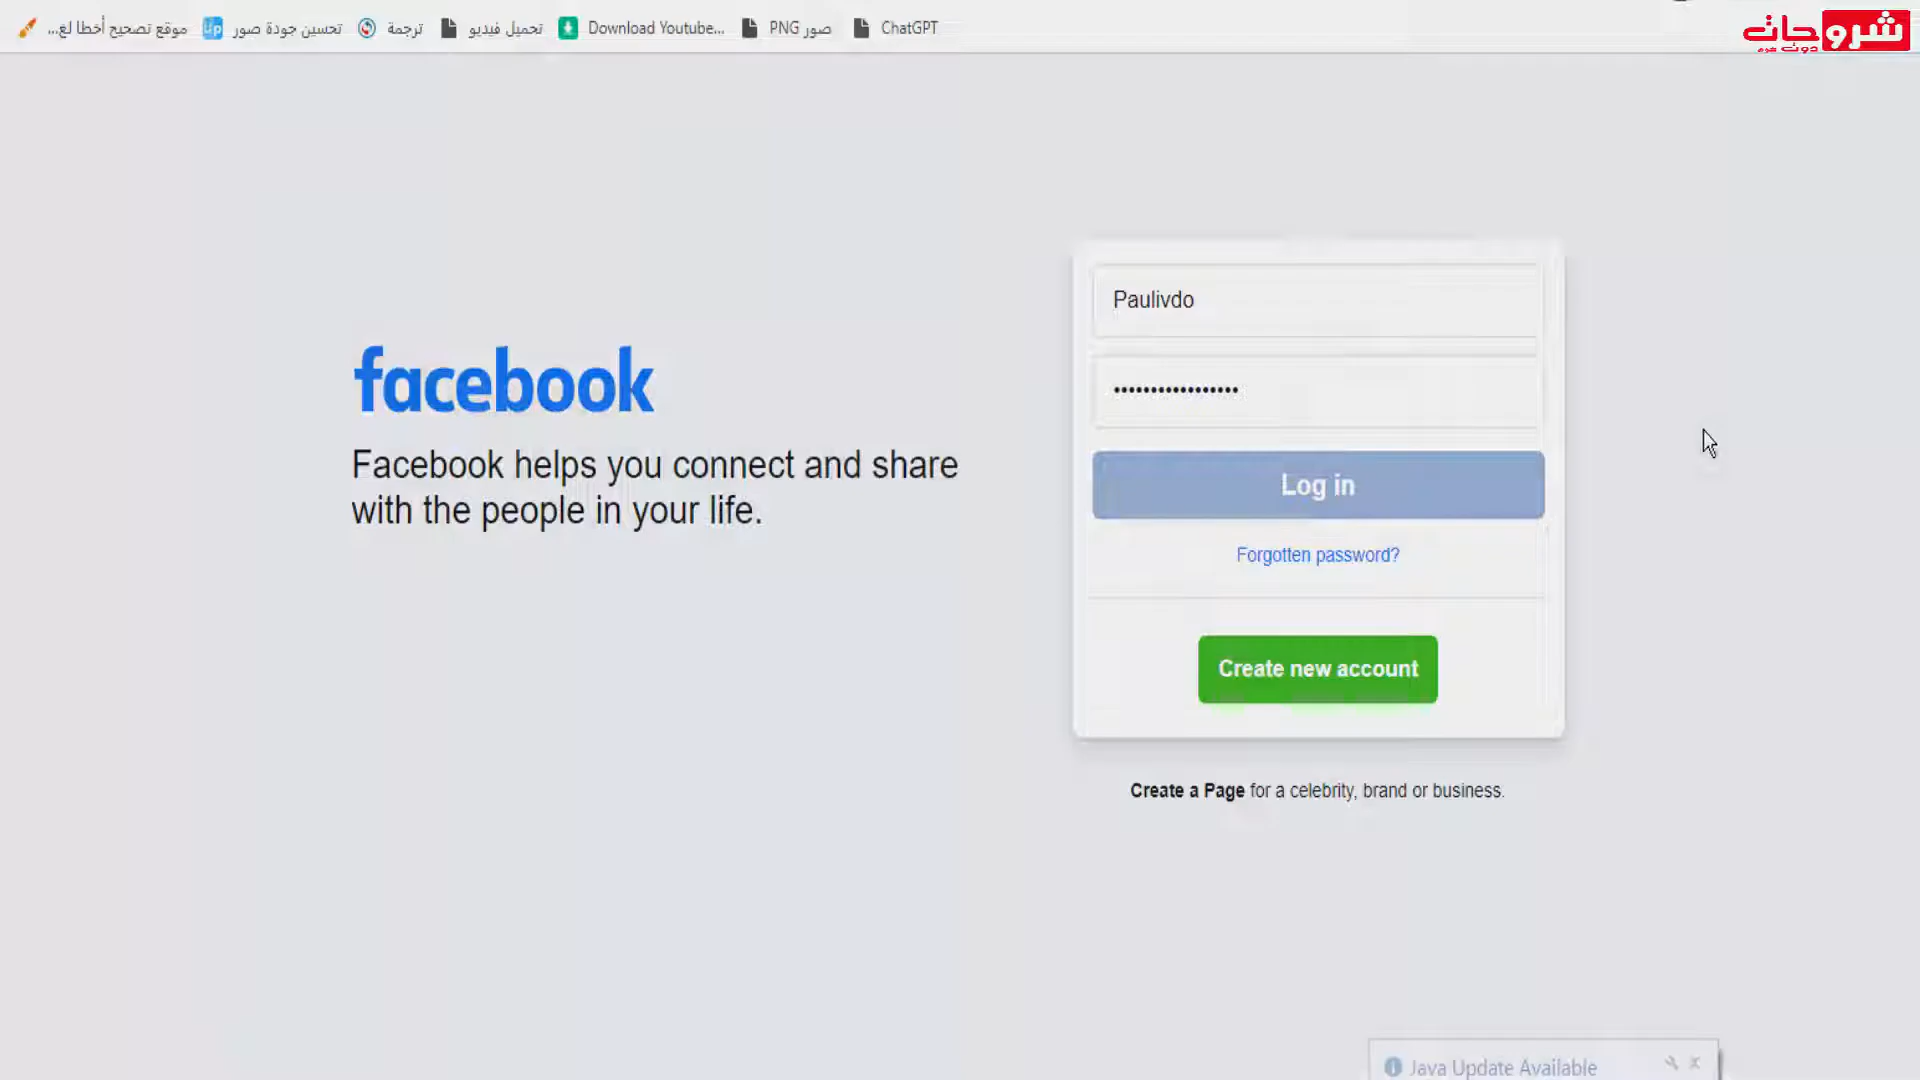 موقع تصحيح أخطا لغ...
Up تحسين جودة صور
ترجمة
تحميل فيديو
Download Youtube...
صور PNG
ChatGPT
شروحات
facebook
Facebook helps you connect and share
with the people in your life.
Paulivdo
Log in
Forgotten password?
Create new account
Create a Page for a celebrity, brand or business.
Java Update Available